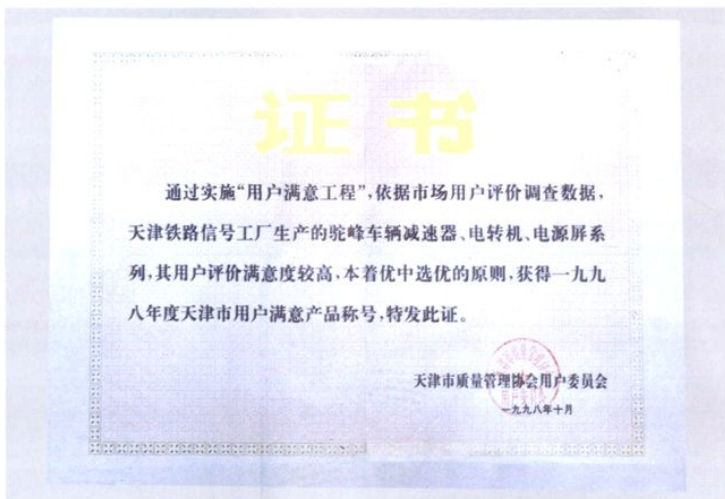 证书
通过实施“用户满意工程”,依据市场用户评价调查数据,
天津铁路信号工厂生产的驼峰车辆减速器、电转机、电源屏系
列,其用户评价满意度较高,本着优中选优的原则,获得一九九
八年度天津市用户满意产品称号,特发此证。
天津市质量管理协会用户委员会
一九九八年十月